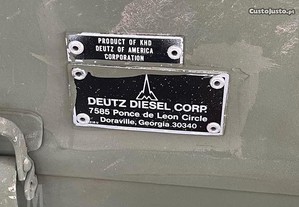 CustoJusto.pt
PRODUCT OF KHD
DEUTZ OF AMERICA
CORPORATION
DEUTZ DIESEL CORP.
7585 Ponce de Leon Circle
Doraville, Georgia 30340